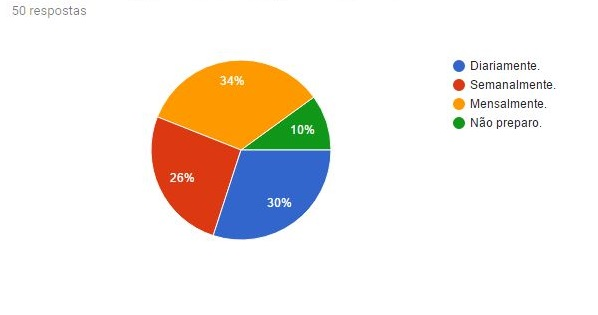 50 respostas
34%
10%
26%
30%
Diariamente.
Semanalmente.
Mensalmente.
Não preparo.